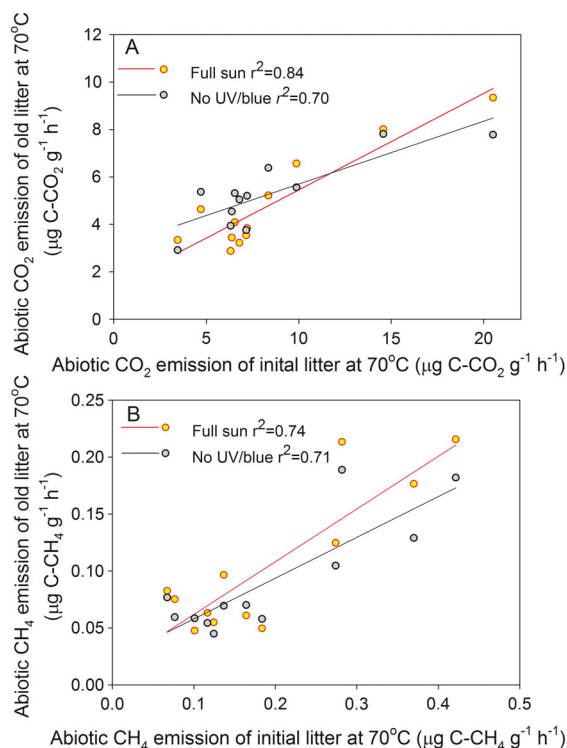 A
Full sun r²=0.84
No UV/blue r²=0.70
12
10
8
6
4
2
0
Abiotic CO₂ emission of old litter at 70°C
(µg C-CO₂ g⁻¹ h⁻¹)
0 5 10 15 20
Abiotic CO₂ emission of inital litter at 70°C (µg C-CO₂ g⁻¹ h⁻¹)
B
Full sun r²=0.74
No UV/blue r²=0.71
0.25
0.20
0.15
0.10
0.05
0.00
Abiotic CH₄ emission of old litter at 70°C
(µg C-CH₄ g⁻¹ h⁻¹)
0.0 0.1 0.2 0.3 0.4 0.5
Abiotic CH₄ emission of initial litter at 70°C (µg C-CH₄ g⁻¹ h⁻¹)